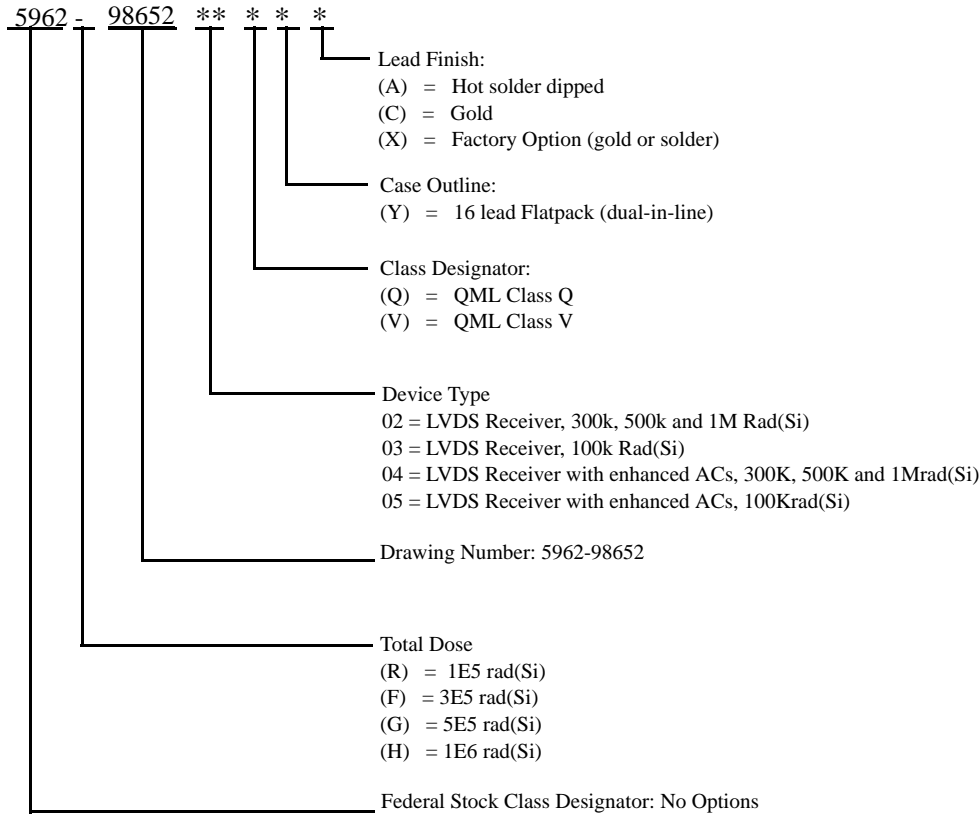 5962 - 98652 ** * * *
Lead Finish:
(A) = Hot solder dipped
(C) = Gold
(X) = Factory Option (gold or solder)
Case Outline:
(Y) = 16 lead Flatpack (dual-in-line)
Class Designator:
(Q) = QML Class Q
(V) = QML Class V
Device Type
02 = LVDS Receiver, 300k, 500k and 1M Rad(Si)
03 = LVDS Receiver, 100k Rad(Si)
04 = LVDS Receiver with enhanced ACs, 300K, 500K and 1Mrad(Si)
05 = LVDS Receiver with enhanced ACs, 100Krad(Si)
Drawing Number: 5962-98652
Total Dose
(R) = 1E5 rad(Si)
(F) = 3E5 rad(Si)
(G) = 5E5 rad(Si)
(H) = 1E6 rad(Si)
Federal Stock Class Designator: No Options